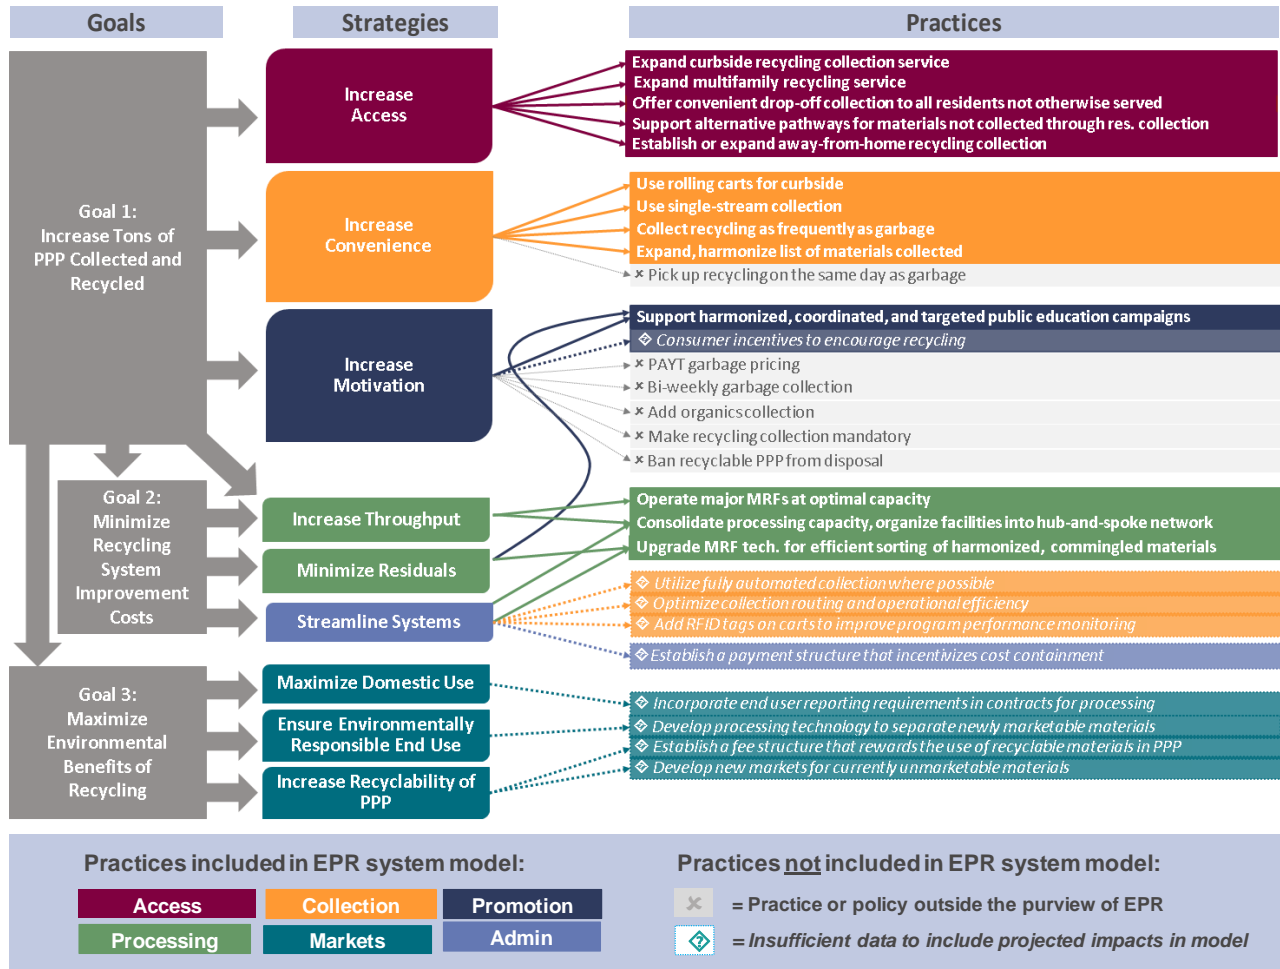 Goals
Strategies
Practices
Goal 1:
Increase Tons of
PPP Collected and
Recycled
Goal 2:
Minimize
Recycling
System
Improvement
Costs
Goal 3:
Maximize
Environmental
Benefits of
Recycling
Increase
Access
Increase
Convenience
Increase
Motivation
Increase Throughput
Minimize Residuals
Streamline Systems
Maximize Domestic Use
Ensure Environmentally
Responsible End Use
Increase Recyclability of
PPP
Expand curbside recycling collection service
Expand multifamily recycling service
Offer convenient drop-off collection to all residents not otherwise served
Support alternative pathways for materials not collected through res. collection
Establish or expand away-from-home recycling collection
Use rolling carts for curbside
Use single-stream collection
Collect recycling as frequently as garbage
Expand, harmonize list of materials collected
× Pick up recycling on the same day as garbage
Support harmonized, coordinated, and targeted public education campaigns
Consumer incentives to encourage recycling
× PAYT garbage pricing
× Bi-weekly garbage collection
× Add organics collection
× Make recycling collection mandatory
× Ban recyclable PPP from disposal
Operate major MRFs at optimal capacity
Consolidate processing capacity, organize facilities into hub-and-spoke network
Upgrade MRF tech. for efficient sorting of harmonized, commingled materials
Utilize fully automated collection where possible
Optimize collection routing and operational efficiency
Add RFID tags on carts to improve program performance monitoring
Establish a payment structure that incentivizes cost containment
Incorporate end user reporting requirements in contracts for processing
Develop processing technology to separate newly marketable materials
Establish a fee structure that rewards the use of recyclable materials in PPP
Develop new markets for currently unmarketable materials
Practices included in EPR system model:
Access
Collection
Promotion
Processing
Markets
Admin
Practices not included in EPR system model:
× = Practice or policy outside the purview of EPR
? = Insufficient data to include projected impacts in model